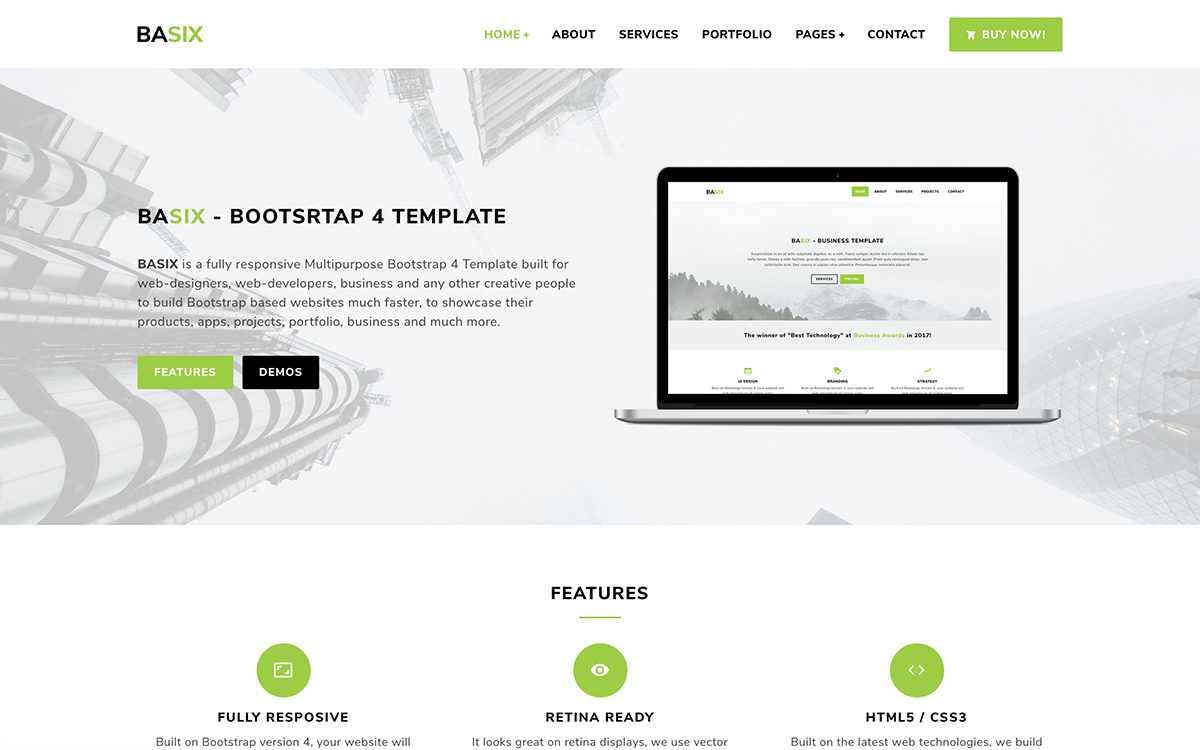 BASIX
HOME + ABOUT SERVICES PORTFOLIO PAGES + CONTACT BUY NOW!
BASIX - BOOTSRTAP 4 TEMPLATE
BASIX is a fully responsive Multipurpose Bootstrap 4 Template built for
web-designers, web-developers, business and any other creative people
to build Bootstrap based websites much faster, to showcase their
products, apps, projects, portfolio, business and much more.
FEATURES DEMOS
BASIX
HOME ABOUT SERVICES PROJECTS CONTACT
BASIX - BUSINESS TEMPLATE
SERVICES
The winner of "Best Technology" at Business Awards in 2017!
UI DESIGN BRANDING STRATEGY
FEATURES
FULLY RESPOSIVE
Built on Bootstrap version 4, your website will
RETINA READY
It looks great on retina displays, we use vector
HTML5 / CSS3
Built on the latest web technologies, we build